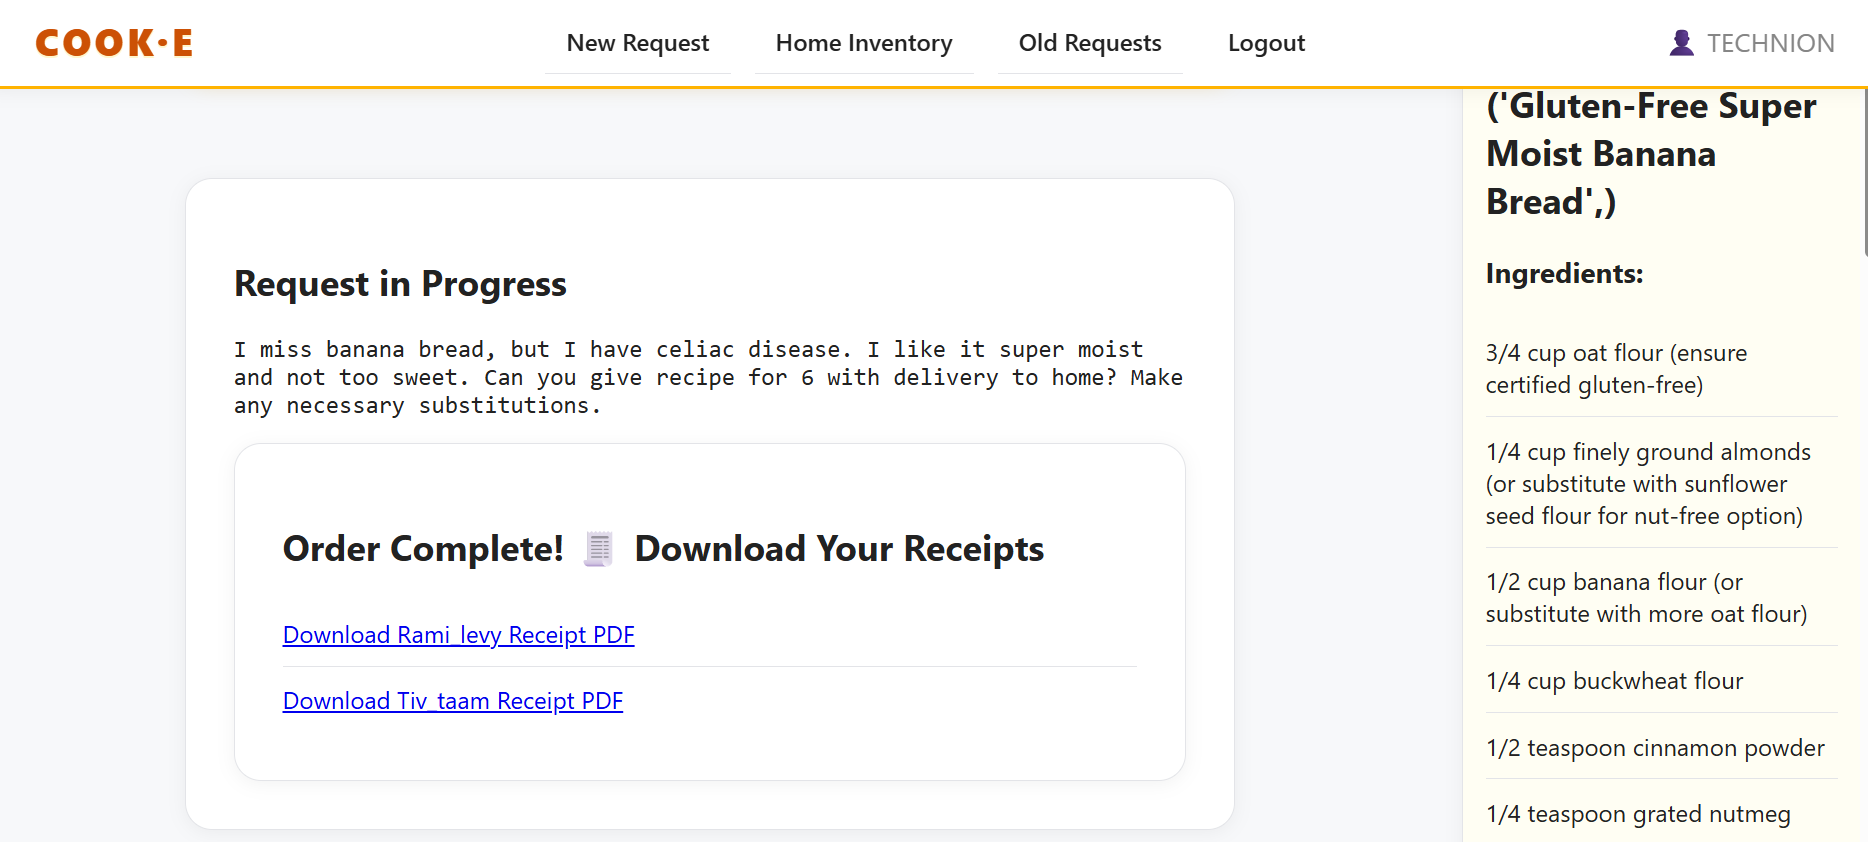 COOK·E
New Request
Home Inventory
Old Requests
Logout
TECHNION
Request in Progress
I miss banana bread, but I have celiac disease. I like it super moist
and not too sweet. Can you give recipe for 6 with delivery to home? Make
any necessary substitutions.
Order Complete! Download Your Receipts
Download Rami_levy Receipt PDF
Download Tiv_taam Receipt PDF
('Gluten-Free Super
Moist Banana
Bread',)
Ingredients:
3/4 cup oat flour (ensure
certified gluten-free)
1/4 cup finely ground almonds
(or substitute with sunflower
seed flour for nut-free option)
1/2 cup banana flour (or
substitute with more oat flour)
1/4 cup buckwheat flour
1/2 teaspoon cinnamon powder
1/4 teaspoon grated nutmeg